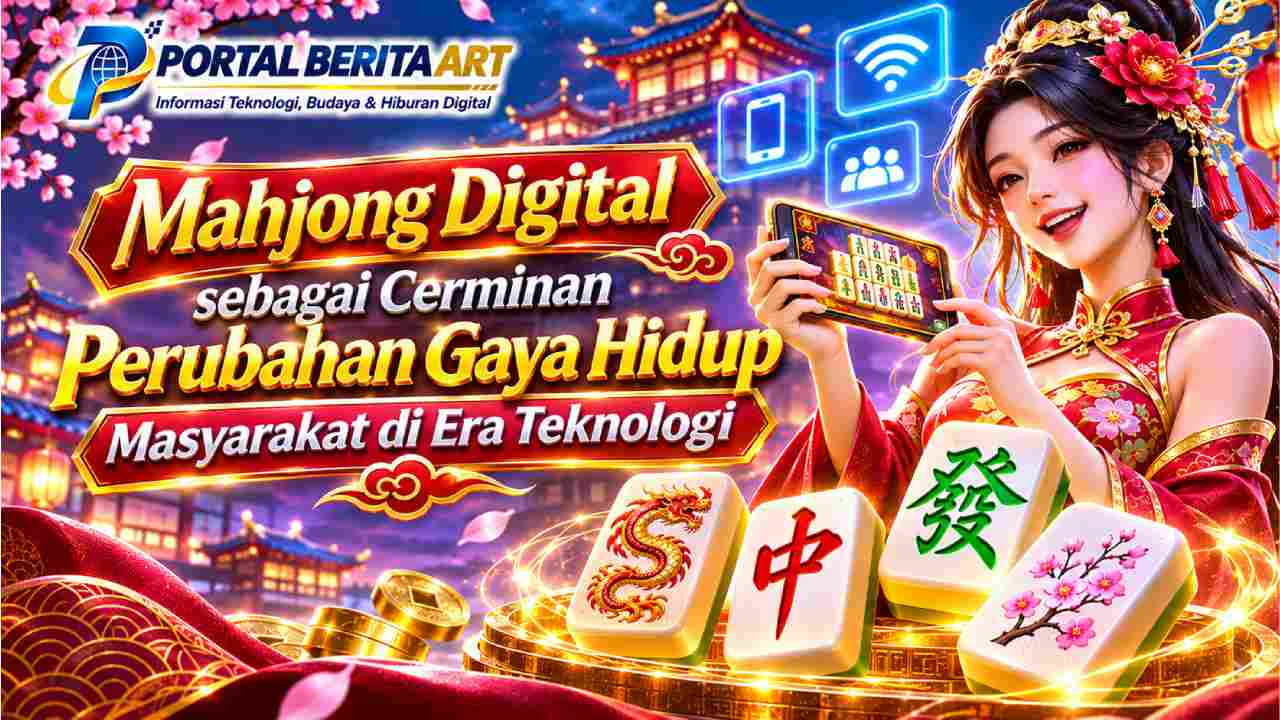 PORTAL BERITA ART
Informasi Teknologi, Budaya & Hiburan Digital
Mahjong Digital
sebagai Cerminan
Perubahan Gaya Hidup
Masyarakat di Era Teknologi
中
發